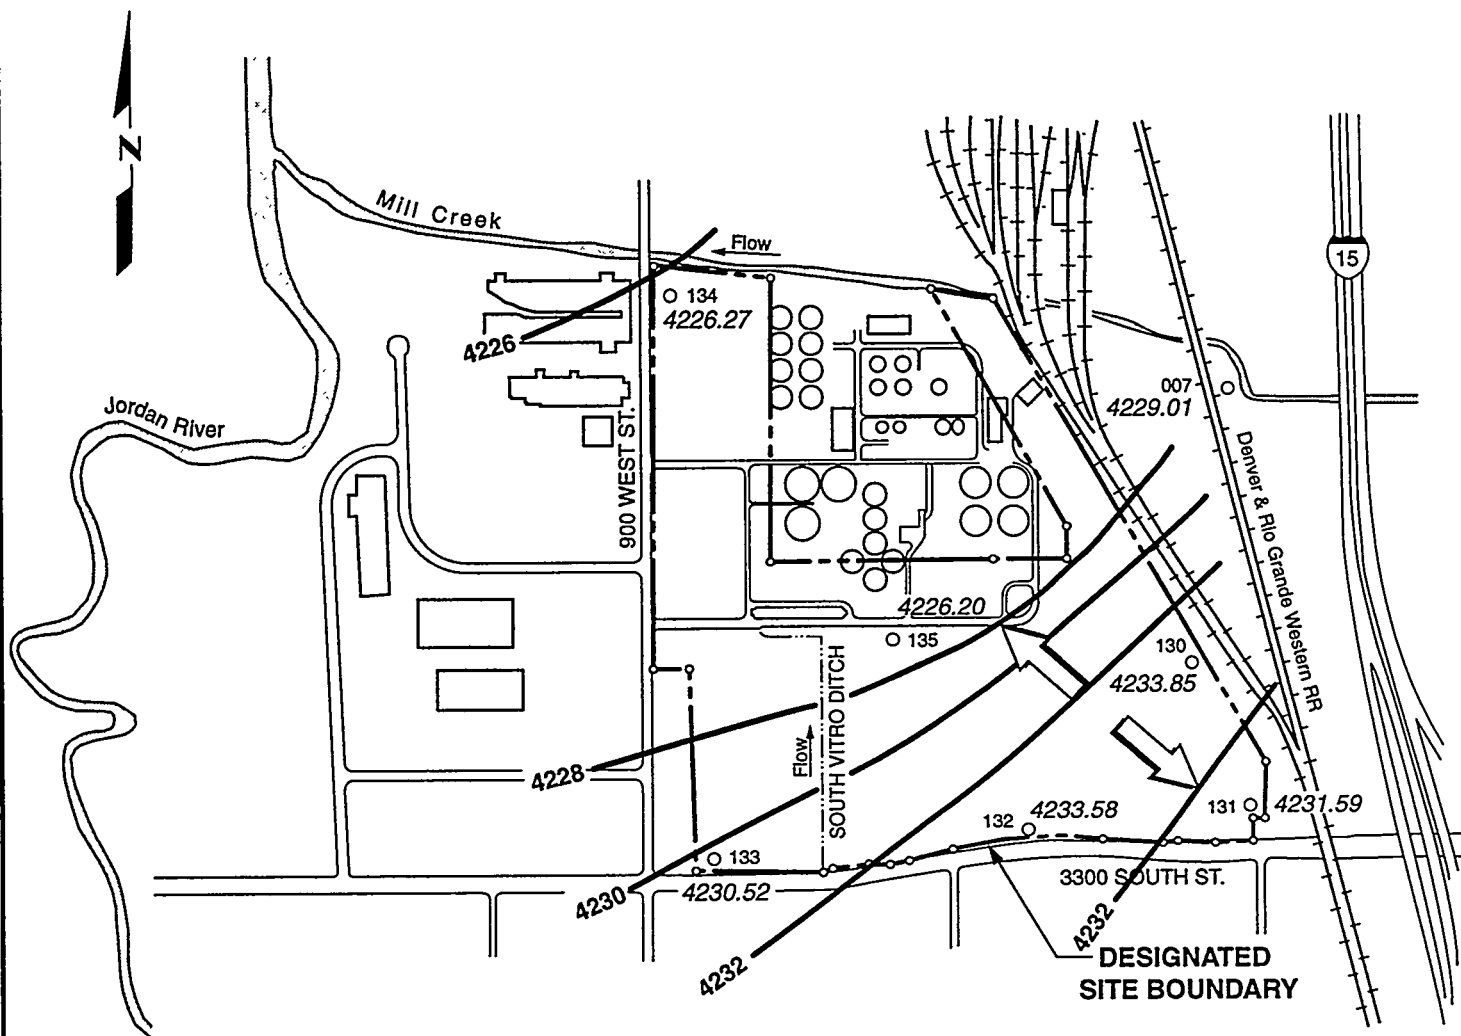 N
Mill Creek
Flow
15
134
4226.27
4226
007
4229.01
Jordan River
900 WEST ST.
Denver & Rio Grande Western RR
4226.20
135
130
4233.85
SOUTH VITRO DITCH
Flow
4228
132
4233.58
131
4231.59
133
4230.52
4230
3300 SOUTH ST.
4232
4232
DESIGNATED
SITE BOUNDARY